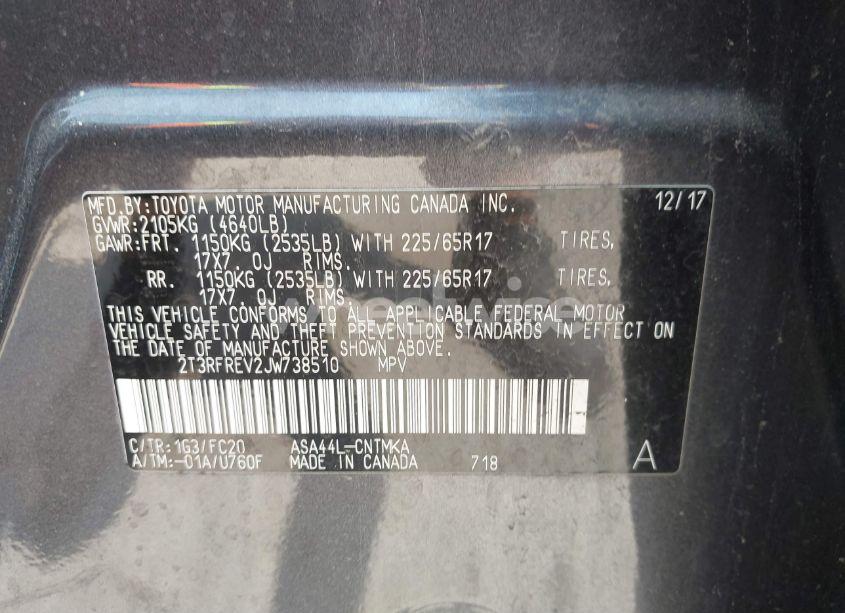 MFD.BY:TOYOTA MOTOR MANUFACTURING CANADA INC. 12/17
GVWR:2105KG (4640LB)
GAWR:FRT. 1150KG (2535LB) WITH 225/65R17 TIRES,
17X7.0J RIMS.
RR. 1150KG (2535LB) WITH 225/65R17 TIRES,
17X7.0J RIMS.
THIS VEHICLE CONFORMS TO ALL APPLICABLE FEDERAL MOTOR
VEHICLE SAFETY AND THEFT PREVENTION STANDARDS IN EFFECT ON
THE DATE OF MANUFACTURE SHOWN ABOVE.
2T3RFREV2JW738510 MPV
C/TR:1G3/FC20 ASA44L-CNTMKA
A/TM:-01A/U760F MADE IN CANADA 718 A